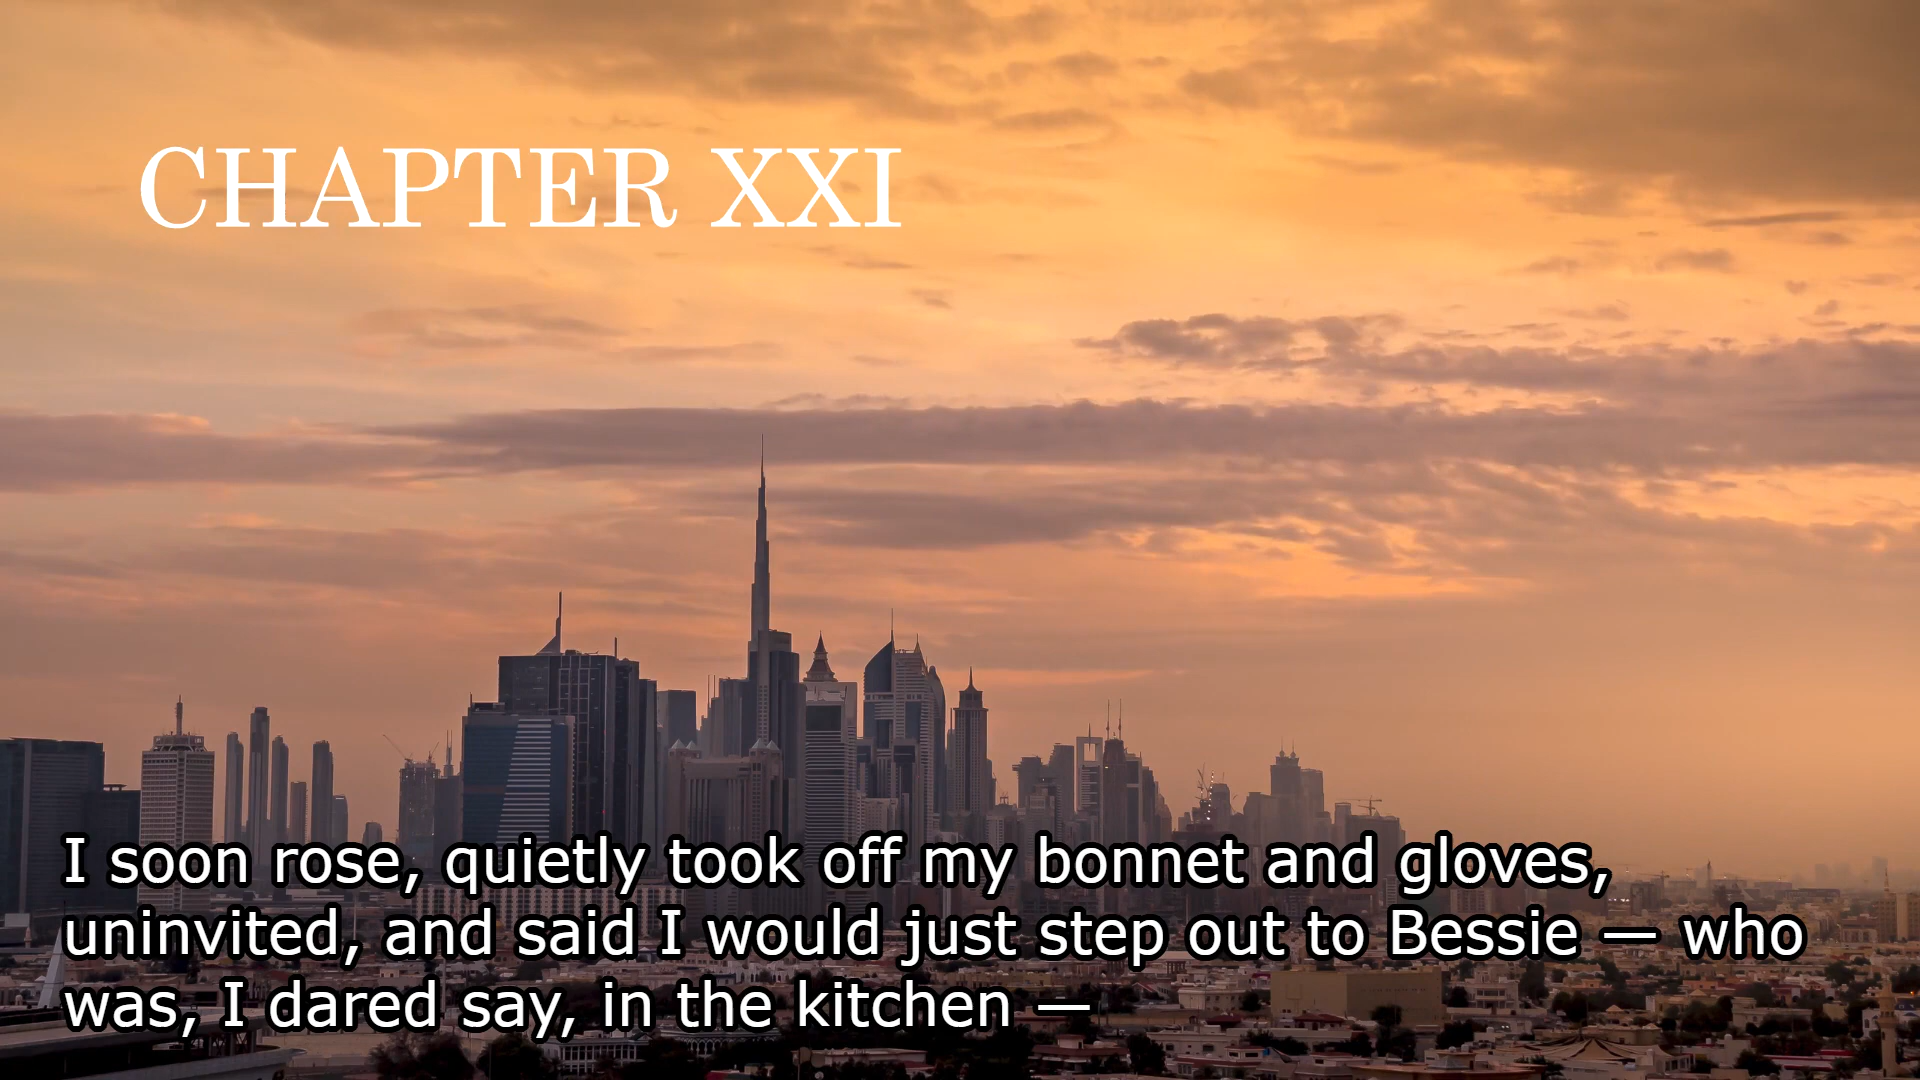 CHAPTER XXI
I soon rose, quietly took off my bonnet and gloves,
uninvited, and said I would just step out to Bessie — who
was, I dared say, in the kitchen —